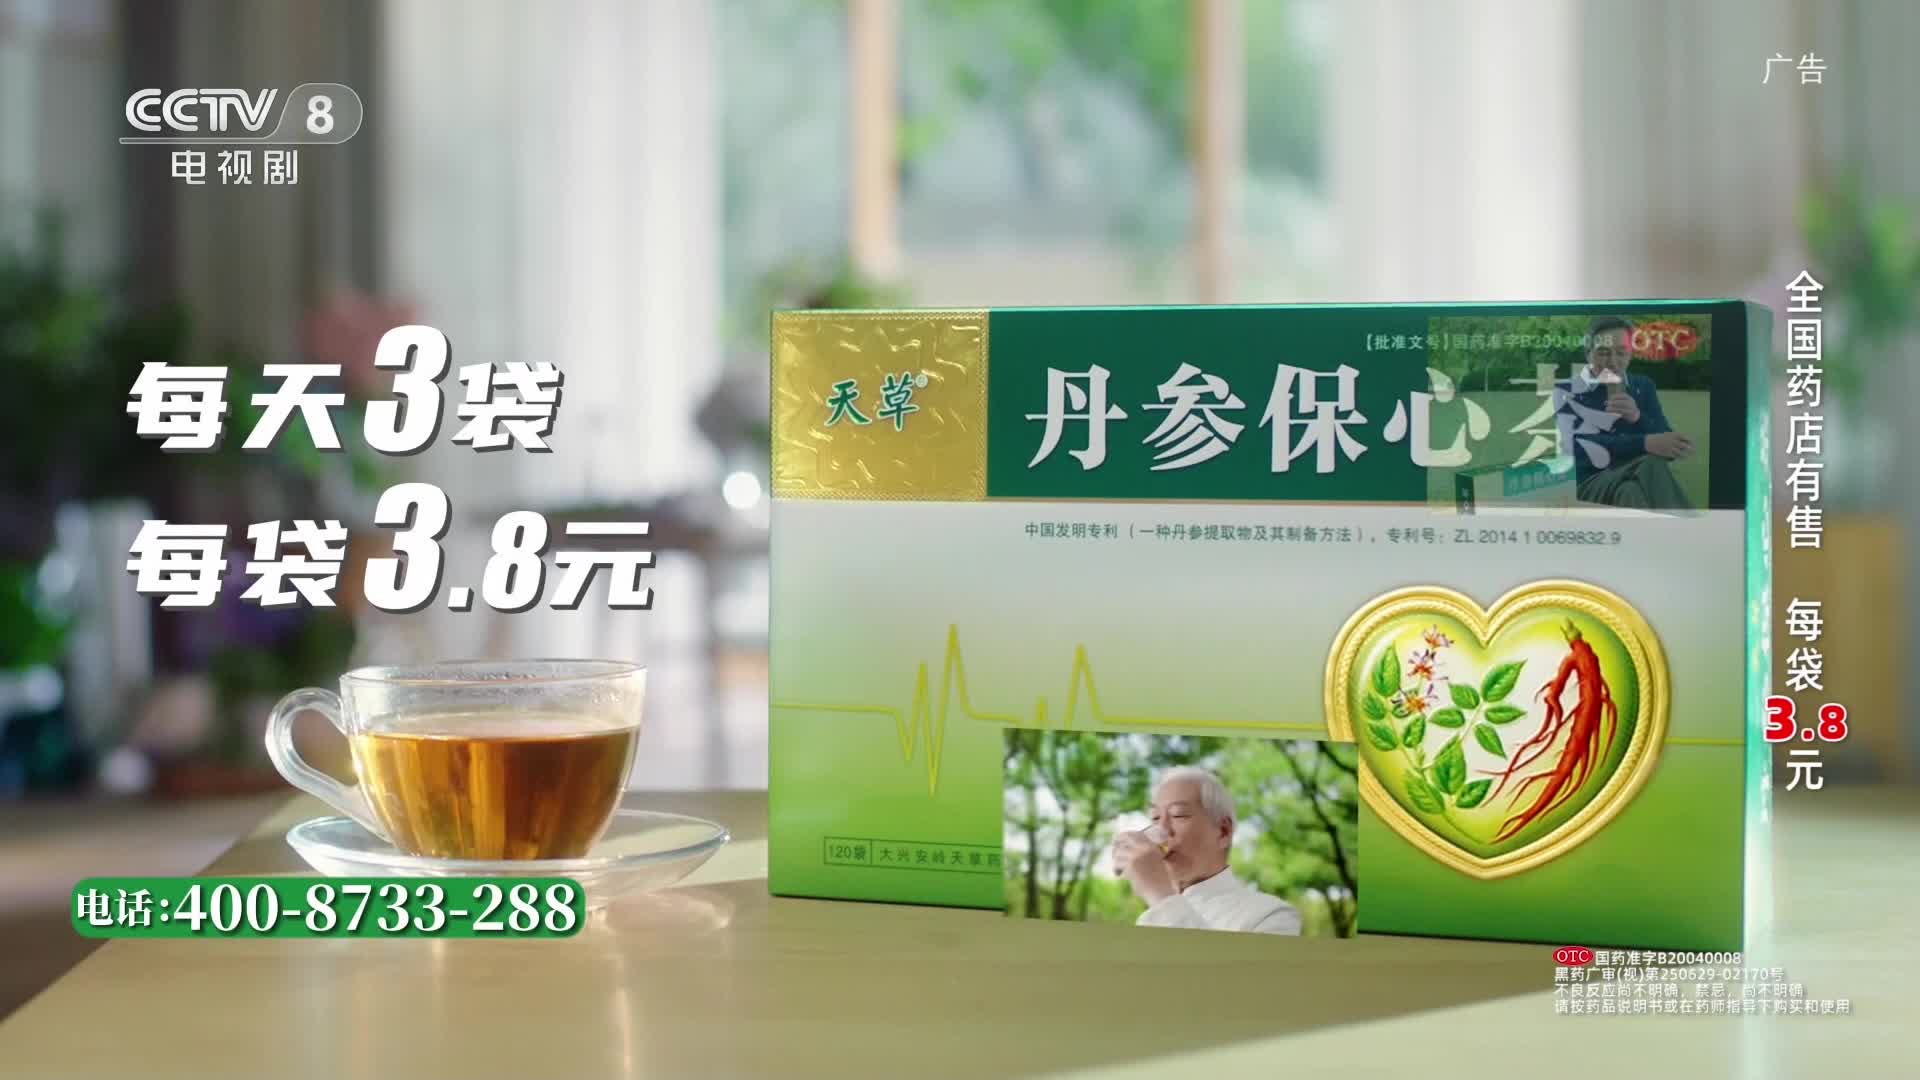 CCTV 8
电视剧
广告
每天3袋
每袋3.8元
天草®
【批准文号】国药准字B20040008
OTC
丹参保心茶
中国发明专利（一种丹参提取物及其制备方法），专利号：ZL 2014 1 0069832.9
120袋 大兴安岭天草药
全国药店有售 每袋3.8元
电话:400-8733-288
OTC 国药准字B20040008
黑药广审(视)第250629-02170号
不良反应尚不明确，禁忌，尚不明确
请按药品说明书或在药师指导下购买和使用